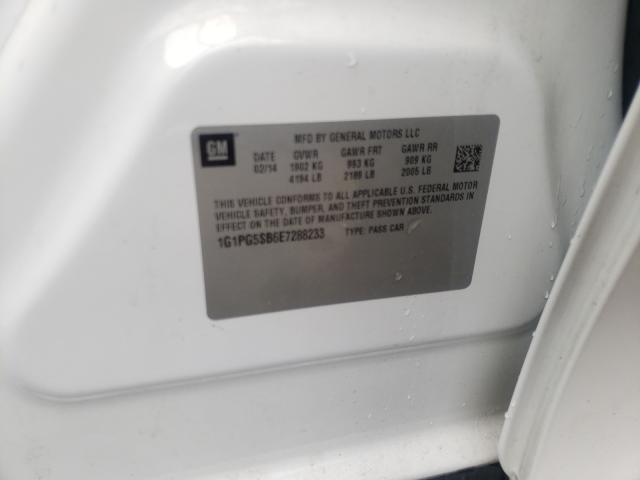 GM
MFD BY GENERAL MOTORS LLC
DATE GVWR GAWR FRT GAWR RR
02/14 1902 KG 993 KG 909 KG
4194 LB 2189 LB 2005 LB
THIS VEHICLE CONFORMS TO ALL APPLICABLE U.S. FEDERAL MOTOR
VEHICLE SAFETY, BUMPER, AND THEFT PREVENTION STANDARDS IN
EFFECT ON THE DATE OF MANUFACTURE SHOWN ABOVE.
1G1PG5SB6E7288233 TYPE: PASS CAR